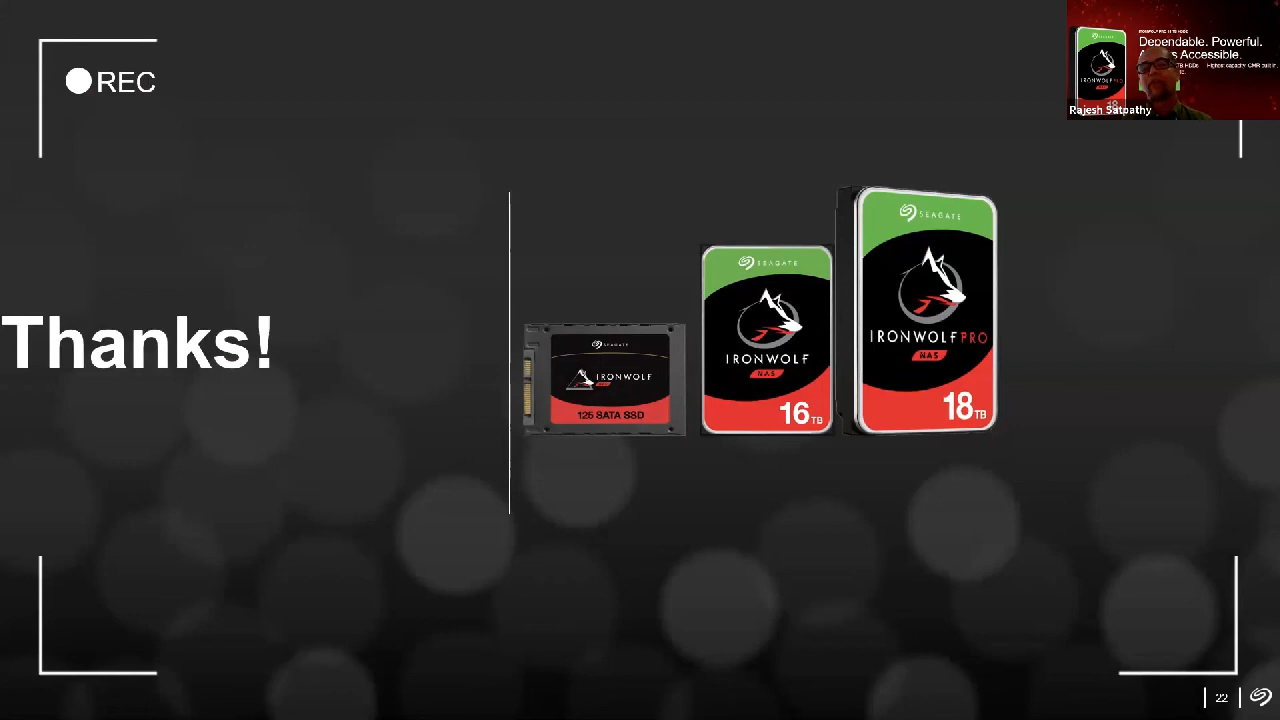 REC
Dependable. Powerful.
Accessible.
Rajesh Satpathy
Thanks!
SEAGATE
IRONWOLF
125 SATA SSD
SEAGATE
IRONWOLF
NAS
16TB
SEAGATE
IRONWOLF PRO
NAS
18TB
22